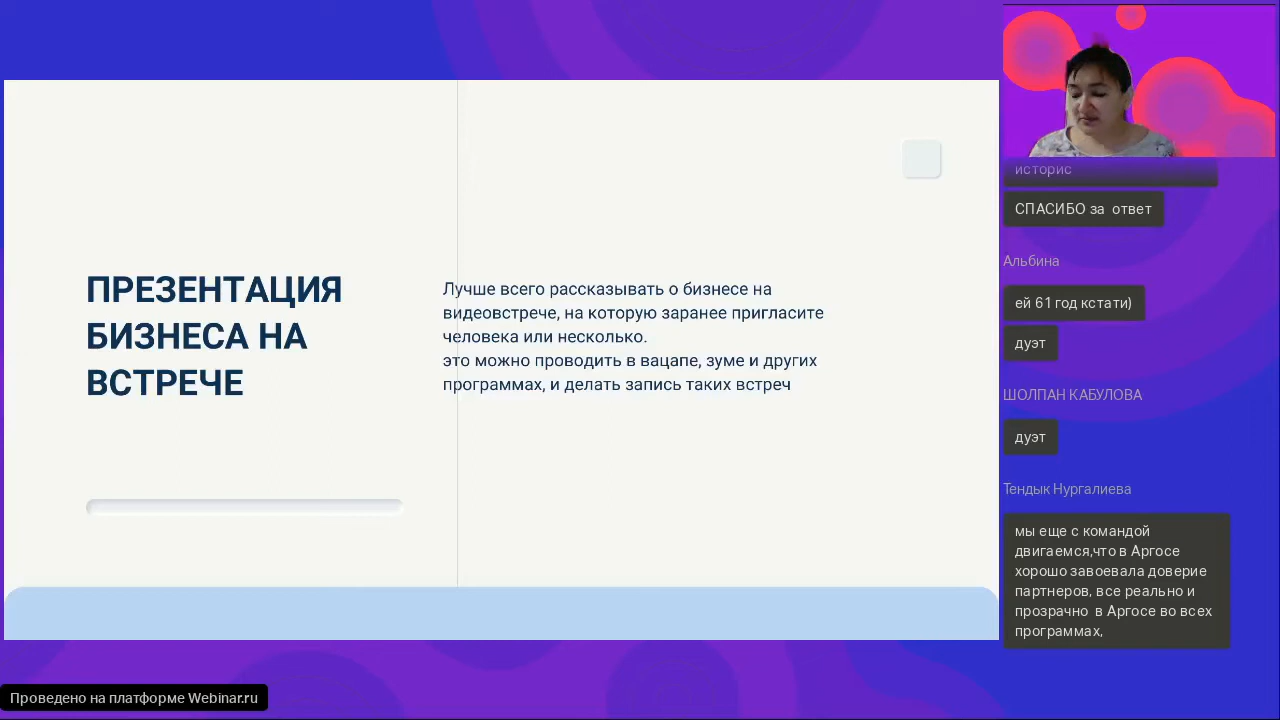 ПРЕЗЕНТАЦИЯ
БИЗНЕСА НА
ВСТРЕЧЕ
Лучше всего рассказывать о бизнесе на
видеовстрече, на которую заранее пригласите
человека или несколько.
это можно проводить в вацапе, зуме и других
программах, и делать запись таких встреч
историс
СПАСИБО за ответ
Альбина
ей 61 год кстати)
дуэт
ШОЛПАН КАБУЛОВА
дуэт
Тендык Нургалиева
мы еще с командой
двигаемся,что в Аргосе
хорошо завоевала доверие
партнеров, все реально и
прозрачно в Аргосе во всех
программах,
Проведено на платформе Webinar.ru